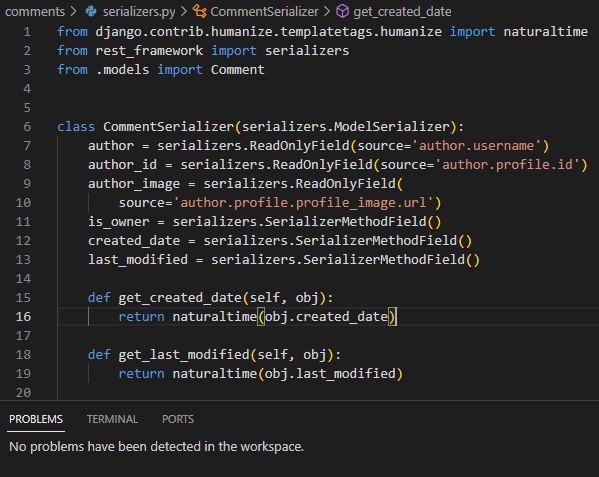 comments > serializers.py > CommentSerializer > get_created_date
1 from django.contrib.humanize.templatetags.humanize import naturaltime
2 from rest_framework import serializers
3 from .models import Comment
4
5
6 class CommentSerializer(serializers.ModelSerializer):
7     author = serializers.ReadOnlyField(source='author.username')
8     author_id = serializers.ReadOnlyField(source='author.profile.id')
9     author_image = serializers.ReadOnlyField(
10         source='author.profile.profile_image.url')
11     is_owner = serializers.SerializerMethodField()
12     created_date = serializers.SerializerMethodField()
13     last_modified = serializers.SerializerMethodField()
14
15     def get_created_date(self, obj):
16         return naturaltime(obj.created_date)
17
18     def get_last_modified(self, obj):
19         return naturaltime(obj.last_modified)
20
PROBLEMS TERMINAL PORTS
No problems have been detected in the workspace.